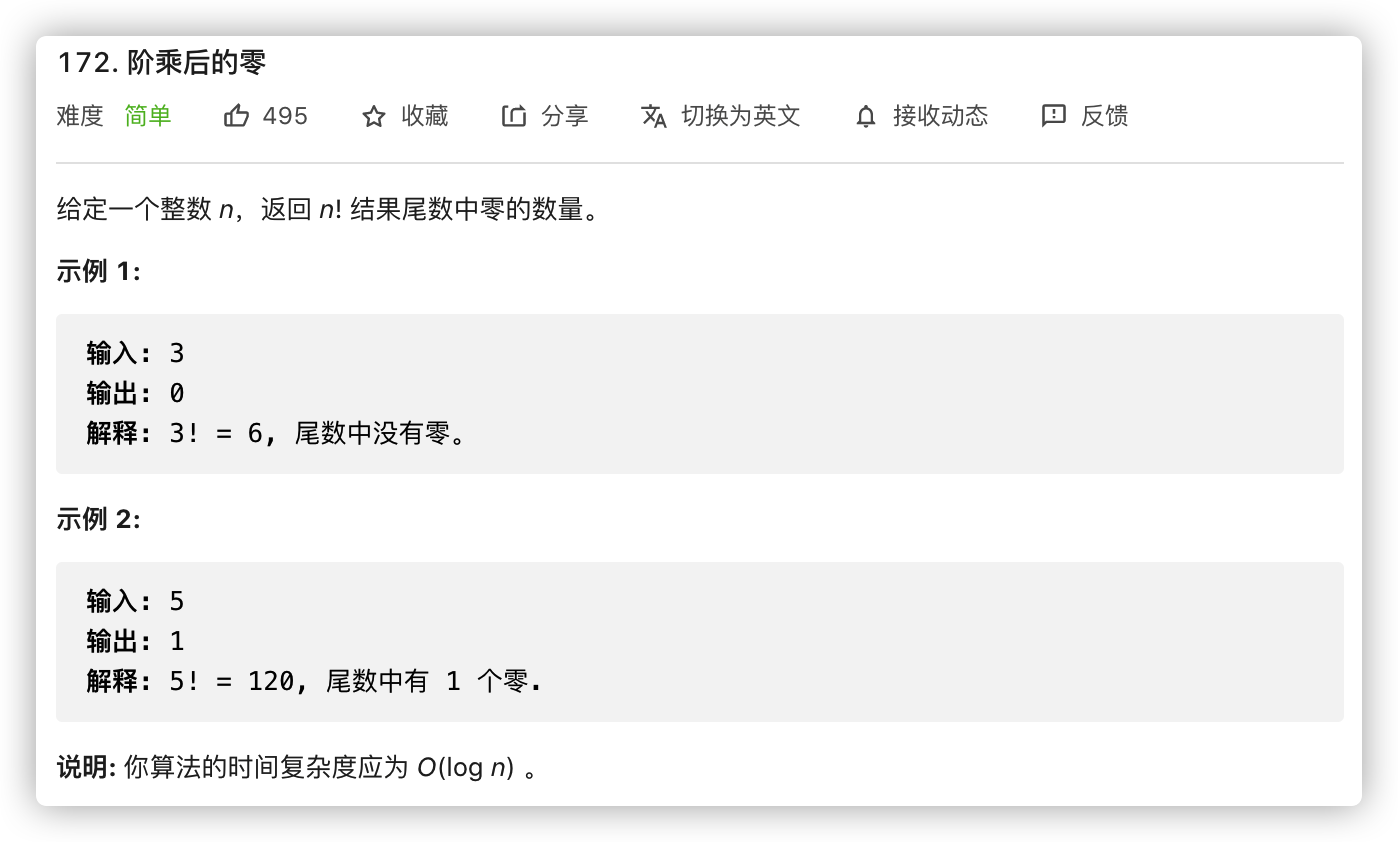 172. 阶乘后的零
难度 简单 495 收藏 分享 切换为英文 接收动态 反馈
给定一个整数 n，返回 n! 结果尾数中零的数量。
示例 1:
输入: 3
输出: 0
解释: 3! = 6, 尾数中没有零。
示例 2:
输入: 5
输出: 1
解释: 5! = 120, 尾数中有 1 个零.
说明: 你算法的时间复杂度应为 O(log n) 。